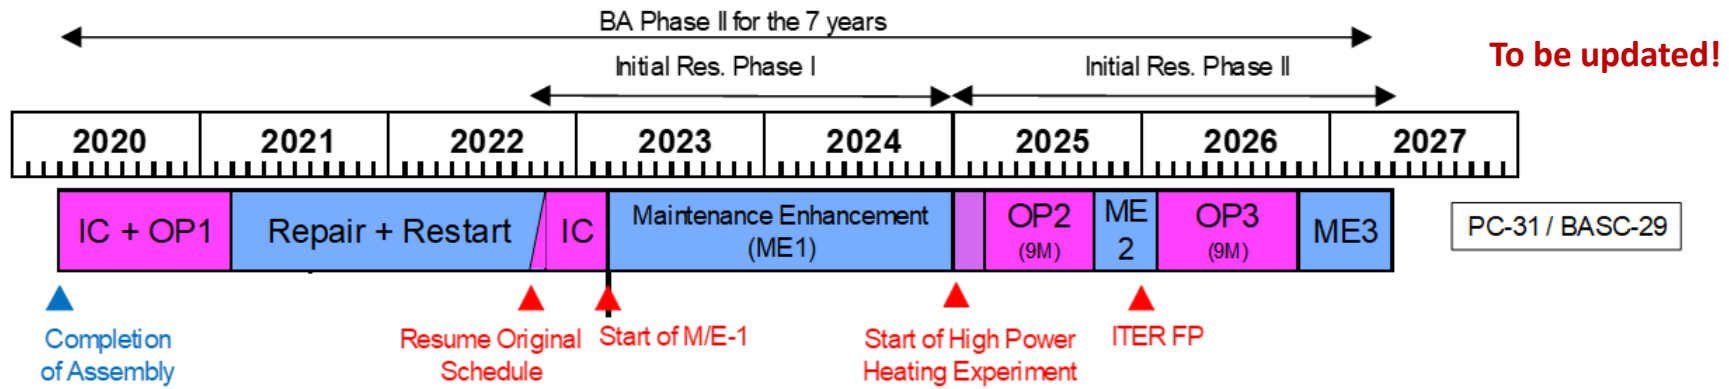 BA Phase II for the 7 years
To be updated!
Initial Res. Phase I
Initial Res. Phase II
2020
2021
2022
2023
2024
2025
2026
2027
IC + OP1
Repair + Restart
IC
Maintenance Enhancement
(ME1)
OP2
(9M)
ME
2
OP3
(9M)
ME3
PC-31 / BASC-29
Completion
of Assembly
Resume Original
Schedule
Start of M/E-1
Start of High Power
Heating Experiment
ITER FP